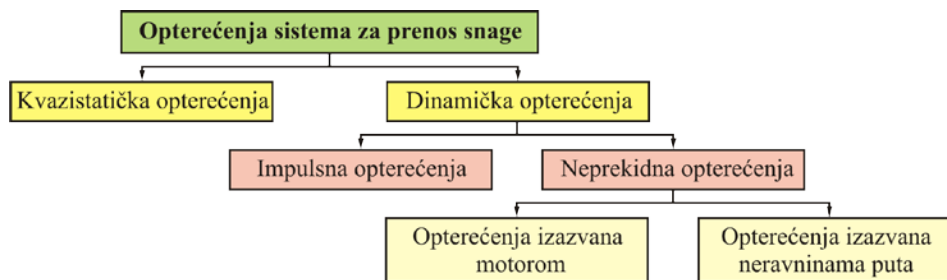 Opterećenja sistema za prenos snage
Kvazistatička opterećenja
Dinamička opterećenja
Impulsna opterećenja
Neprekidna opterećenja
Opterećenja izazvana
motorom
Opterećenja izazvana
neravninama puta